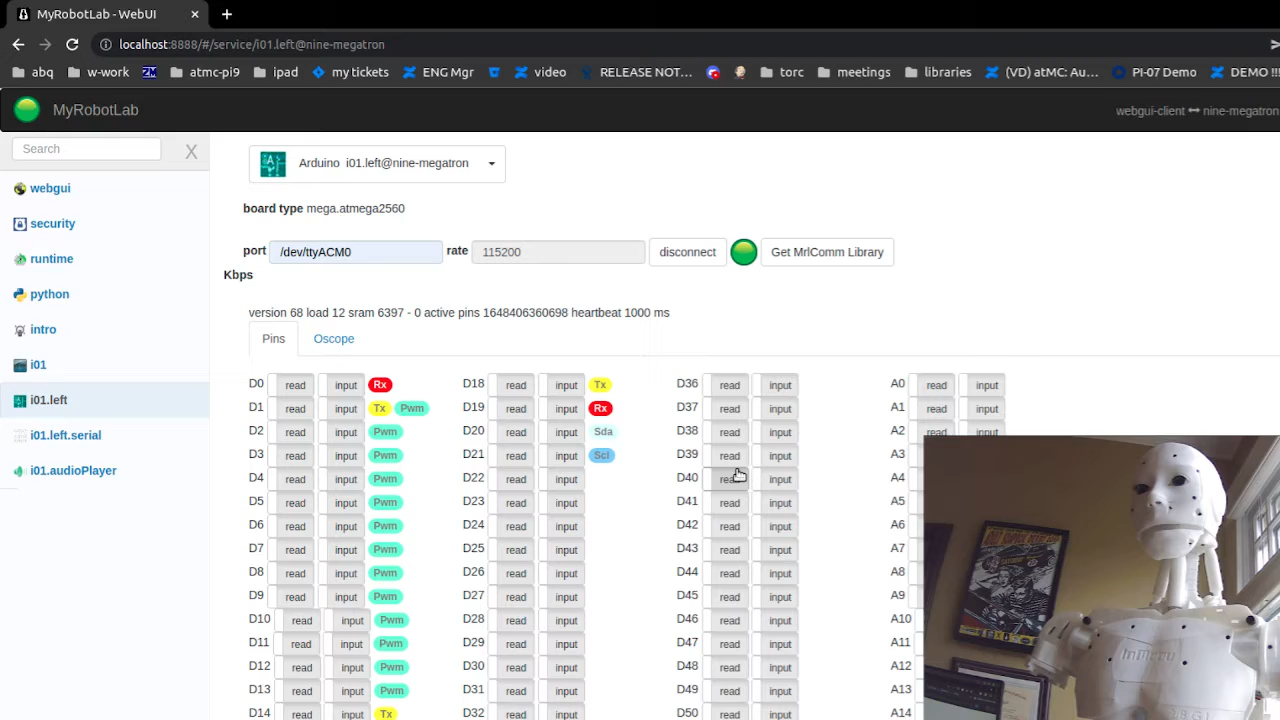 MyRobotLab - WebUI
localhost:8888/#/service/i01.left@nine-megatron
abq w-work atmc-pi9 ipad my tickets ENG Mgr video RELEASE NOT... torc meetings libraries (VD) atMC: Au... PI-07 Demo DEMO !!!
MyRobotLab webgui-client nine-megatron
Search X
webgui
security
runtime
python
intro
i01
i01.left
i01.left.serial
i01.audioPlayer
Arduino i01.left@nine-megatron
board type mega.atmega2560
port /dev/ttyACM0 rate 115200 disconnect Get MrlComm Library
Kbps
version 68 load 12 sram 6397 - 0 active pins 1648406360698 heartbeat 1000 ms
Pins Oscope
D0 read input Rx D18 read input Tx D36 read input A0 read input
D1 read input Tx Pwm D19 read input Rx D37 read input A1 read input
D2 read input Pwm D20 read input Sda D38 read input A2 read input
D3 read input Pwm D21 read input Scl D39 read input A3
D4 read input Pwm D22 read input D40 read input A4
D5 read input Pwm D23 read input D41 read input A5
D6 read input Pwm D24 read input D42 read input A6
D7 read input Pwm D25 read input D43 read input A7
D8 read input Pwm D26 read input D44 read input A8
D9 read input Pwm D27 read input D45 read input A9
D10 read input Pwm D28 read input D46 read input A10
D11 read input Pwm D29 read input D47 read input A11
D12 read input Pwm D30 read input D48 read input A12
D13 read input Pwm D31 read input D49 read input A13
D14 read input Tx D32 read input D50 read input A14
InMoov